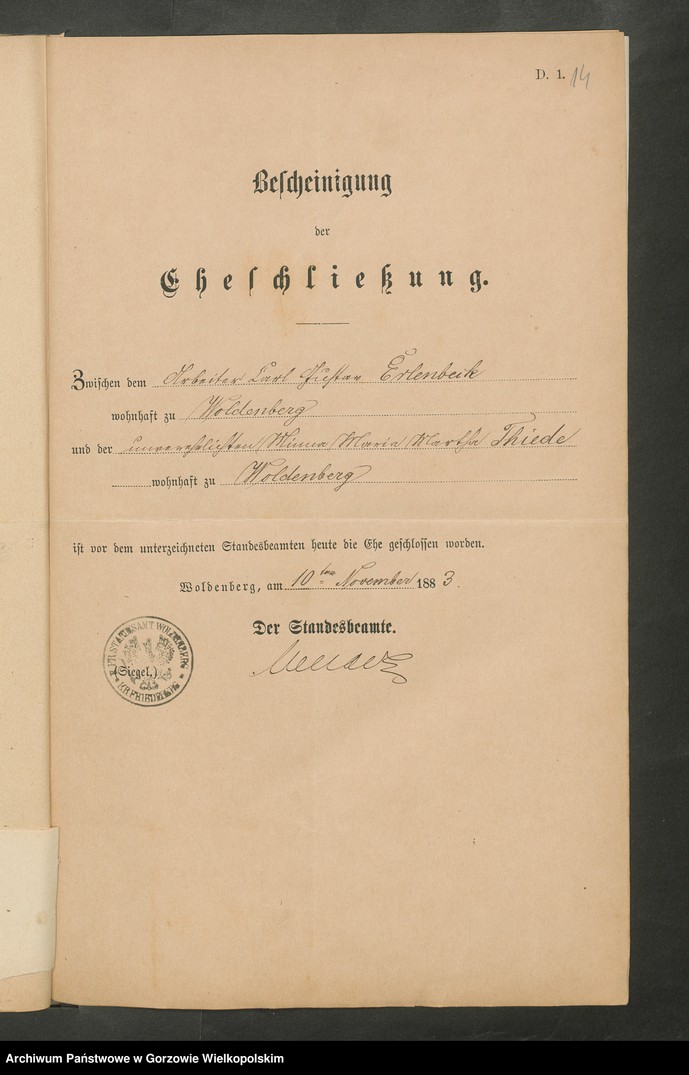 D. 1. 14
Bescheinigung
der
Eheschließung.
Zwischen dem Arbeiter Carl Gustav Erlenbeck
wohnhaft zu Woldenberg
und der unverehelichten Minna Maria Martha Thiede
wohnhaft zu Woldenberg
ist vor dem unterzeichneten Standesbeamten heute die Ehe geschlossen worden.
Woldenberg, am 10ten November 1883.
Der Standesbeamte.
(Siegel.)
Archiwum Państwowe w Gorzowie Wielkopolskim